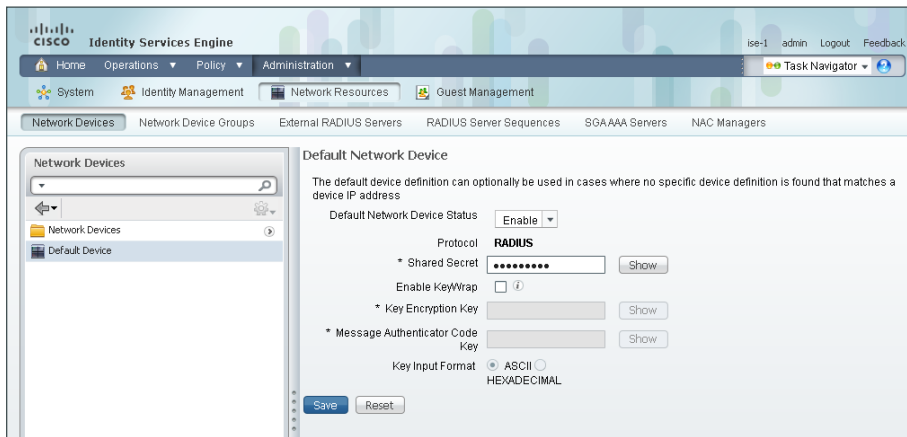 CISCO Identity Services Engine
ise-1 admin Logout Feedback
Home Operations Policy Administration
Task Navigator
System Identity Management Network Resources Guest Management
Network Devices Network Device Groups External RADIUS Servers RADIUS Server Sequences SGA AAA Servers NAC Managers
Network Devices
Network Devices
Default Device
Default Network Device
The default device definition can optionally be used in cases where no specific device definition is found that matches a
device IP address
Default Network Device Status Enable
Protocol RADIUS
* Shared Secret ••••••••• Show
Enable KeyWrap
* Key Encryption Key Show
* Message Authenticator Code
Key Show
Key Input Format ASCII
HEXADECIMAL
Save Reset